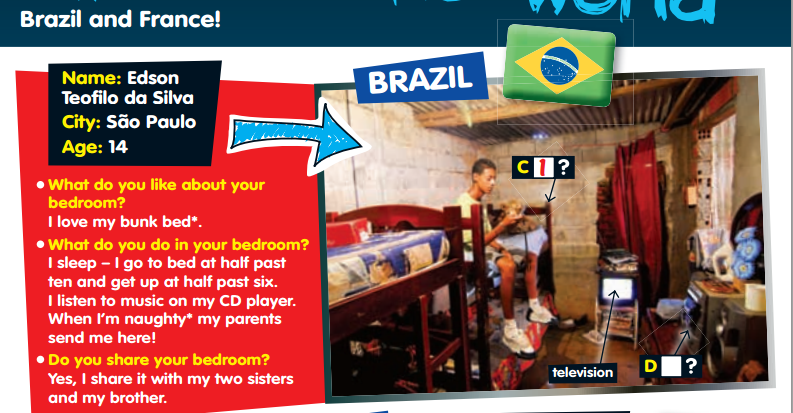 Brazil and France!
BRAZIL
Name: Edson
Teofilo da Silva
City: São Paulo
Age: 14
C 1 ?
• What do you like about your
bedroom?
I love my bunk bed*.
• What do you do in your bedroom?
I sleep – I go to bed at half past
ten and get up at half past six.
I listen to music on my CD player.
When I'm naughty* my parents
send me here!
• Do you share your bedroom?
Yes, I share it with my two sisters
and my brother.
television
D ?